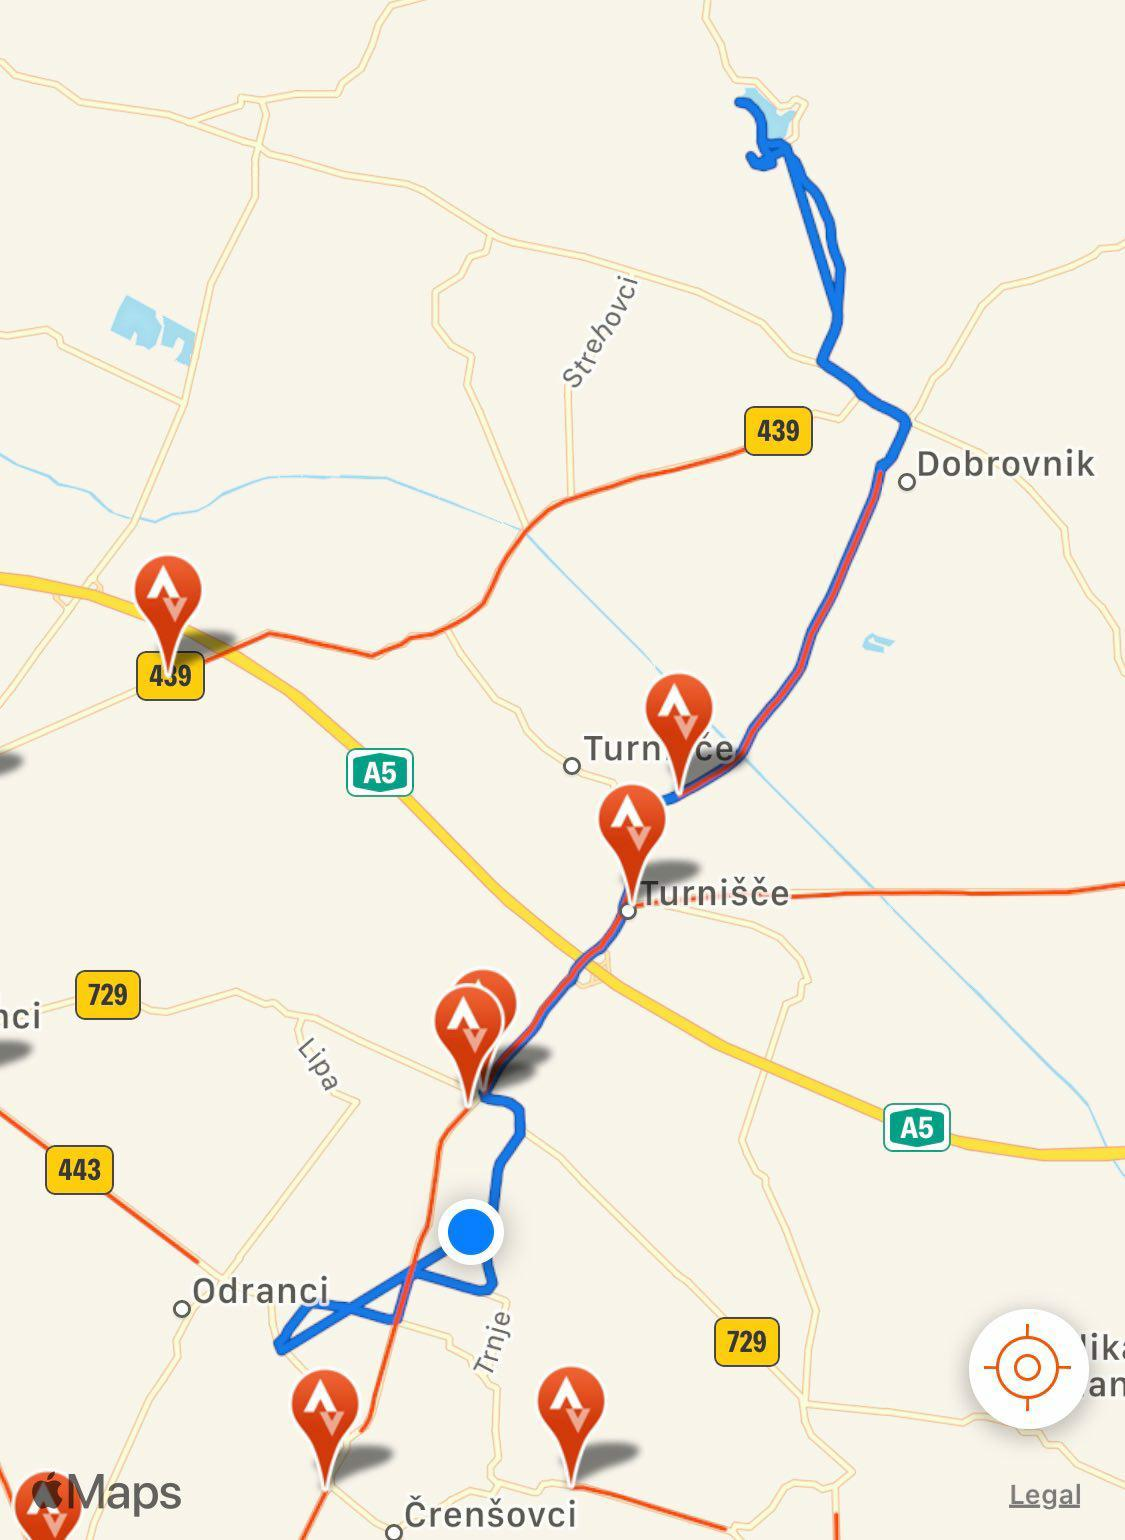 Strehovci
439
Dobrovnik
439
A5
Turnišče
729
Lipa
A5
443
Odranci
Trnje
729
Maps
Črenšovci
Legal